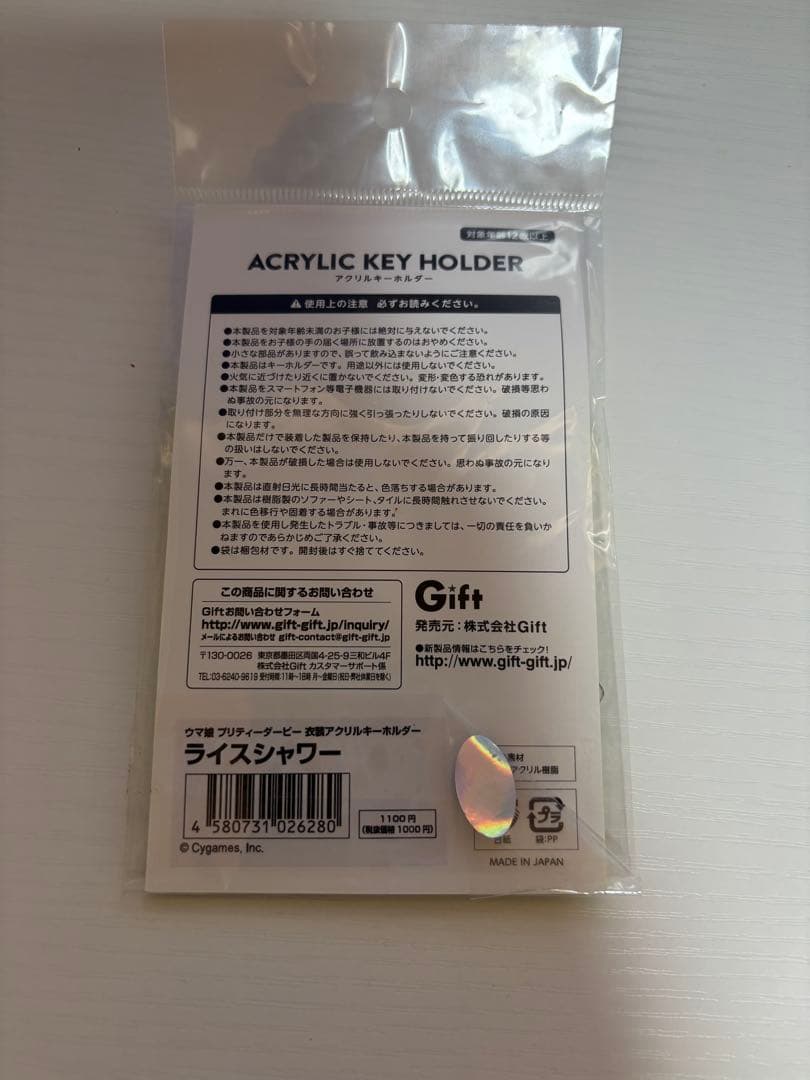 対象年齢12歳以上
ACRYLIC KEY HOLDER
アクリルキーホルダー
使用上の注意 必ずお読みください。
●本製品を対象年齢未満のお子様には絶対に与えないでください。
●本製品をお子様の手の届く場所に放置するのはおやめください。
●小さな部品がありますので、誤って飲み込まないようにご注意ください。
●本製品はキーホルダーです。用途以外には使用しないでください。
●火気に近づけたり近くに置かないでください。変形・変色する恐れがあります。
●本製品をスマートフォン等電子機器には取り付けないでください。破損等思わ
ぬ事故の元になります。
●取り付け部分を無理な方向に強く引っ張ったりしないでください。破損の原因
になります。
●本製品だけで装着した製品を保持したり、本製品を持って振り回したりする等
の扱いはしないでください。
●万一、本製品が破損した場合は使用しないでください。思わぬ事故の元になり
ます。
●本製品は直射日光に長時間当たると、色落ちする場合があります。
●本製品は樹脂製のソファーやシート、タイルに長時間触れさせないでください。
まれに色移行や固着する場合があります。
●本製品を使用し発生したトラブル・事故等につきましては、一切の責任を負いか
ねますのであらかじめご了承ください。
●袋は梱包材です。開封後はすぐ捨ててください。
この商品に関するお問い合わせ
Giftお問い合わせフォーム
http://www.gift-gift.jp/inquiry/
メールによるお問い合わせ gift-contact@gift-gift.jp
〒130-0026 東京都墨田区両国4-25-9三和ビル4F
株式会社Gift カスタマーサポート係
TEL:03-6240-9619 受付時間:11時〜18時 月〜金曜日(祝日・弊社休業日を除く)
Gift
発売元:株式会社Gift
●新製品情報はこちらをチェック!
http://www.gift-gift.jp/
ウマ娘 プリティーダービー 衣装アクリルキーホルダー
ライスシャワー
4 580731 026280
1100円
(税抜価格1000円)
© Cygames, Inc.
素材
アクリル樹脂
プラ
台紙 袋:PP
MADE IN JAPAN